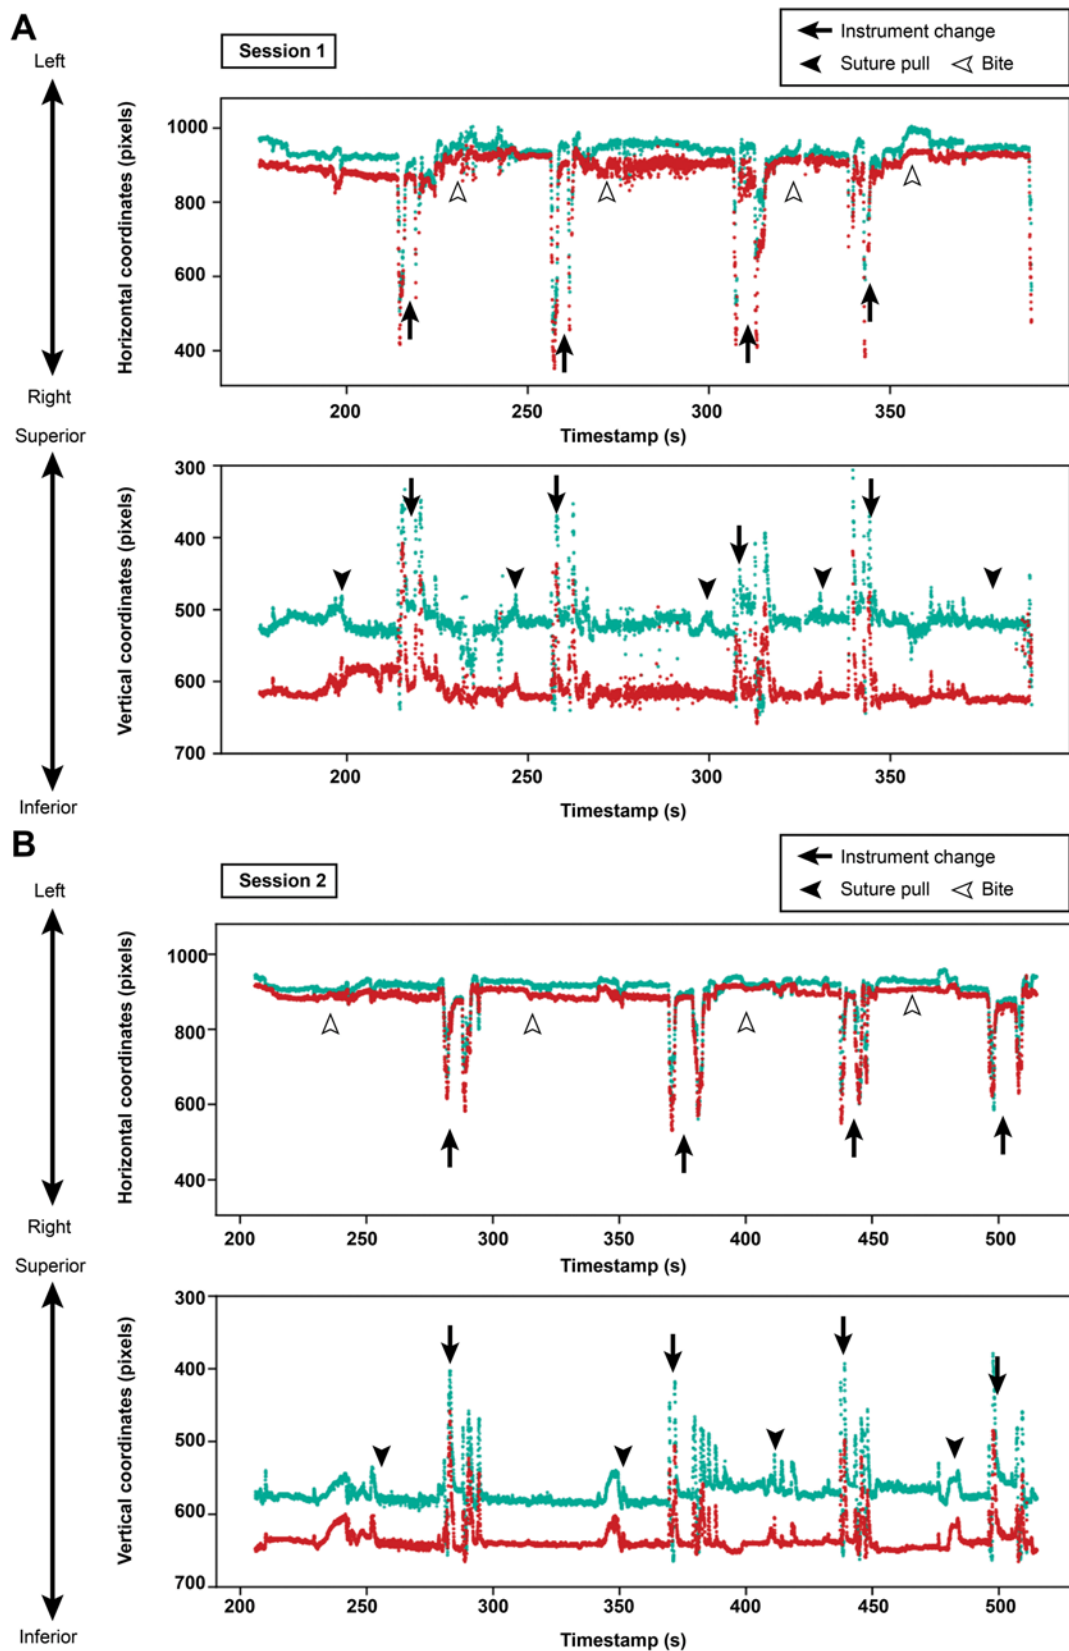 A
Left
Session 1
Instrument change
Suture pull
Bite
Horizontal coordinates (pixels)
1000
800
600
400
200
250
300
350
Timestamp (s)
Right
Superior
Vertical coordinates (pixels)
300
400
500
600
700
200
250
300
350
Timestamp (s)
Inferior
B
Left
Session 2
Instrument change
Suture pull
Bite
Horizontal coordinates (pixels)
1000
800
600
400
200
250
300
350
400
450
500
Timestamp (s)
Right
Superior
Vertical coordinates (pixels)
300
400
500
600
700
200
250
300
350
400
450
500
Timestamp (s)
Inferior